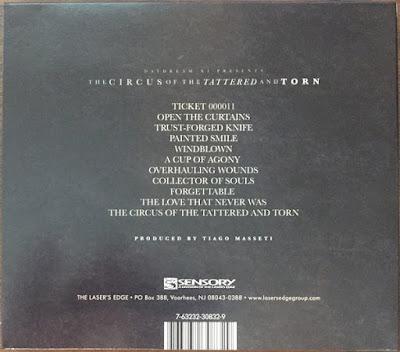 DAYDREAM XI PRESENTS
THE CIRCUS OF THE TATTERED AND TORN
TICKET 000011
OPEN THE CURTAINS
TRUST-FORGED KNIFE
PAINTED SMILE
WINDBLOWN
A CUP OF AGONY
OVERHAULING WOUNDS
COLLECTOR OF SOULS
FORGETTABLE
THE LOVE THAT NEVER WAS
THE CIRCUS OF THE TATTERED AND TORN
PRODUCED BY TIAGO MASSETI
SENSORY
THE LASER'S EDGE • PO Box 388, Voorhees, NJ 08043-0388 • www.lasersedgegroup.com
7-63232-30832-9